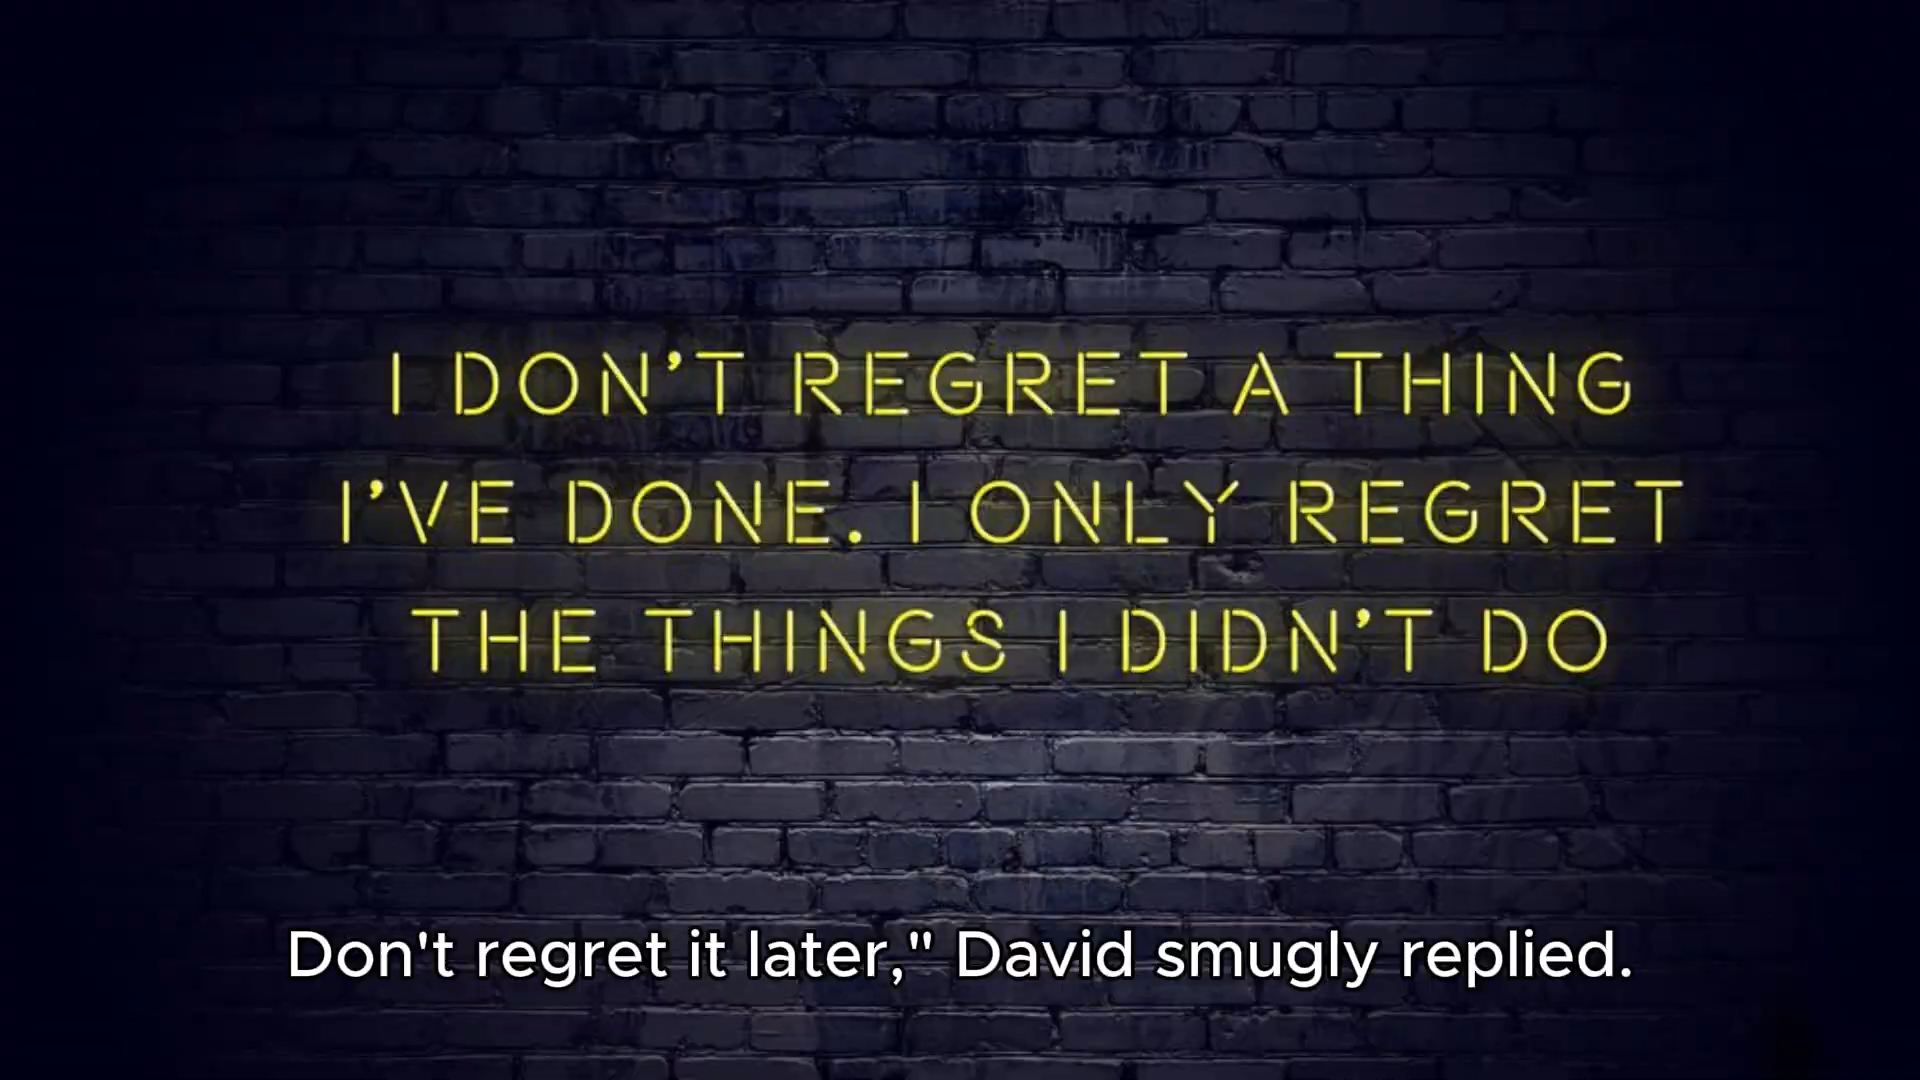 I DON'T REGRET A THING
I'VE DONE. I ONLY REGRET
THE THINGS I DIDN'T DO
Don't regret it later," David smugly replied.